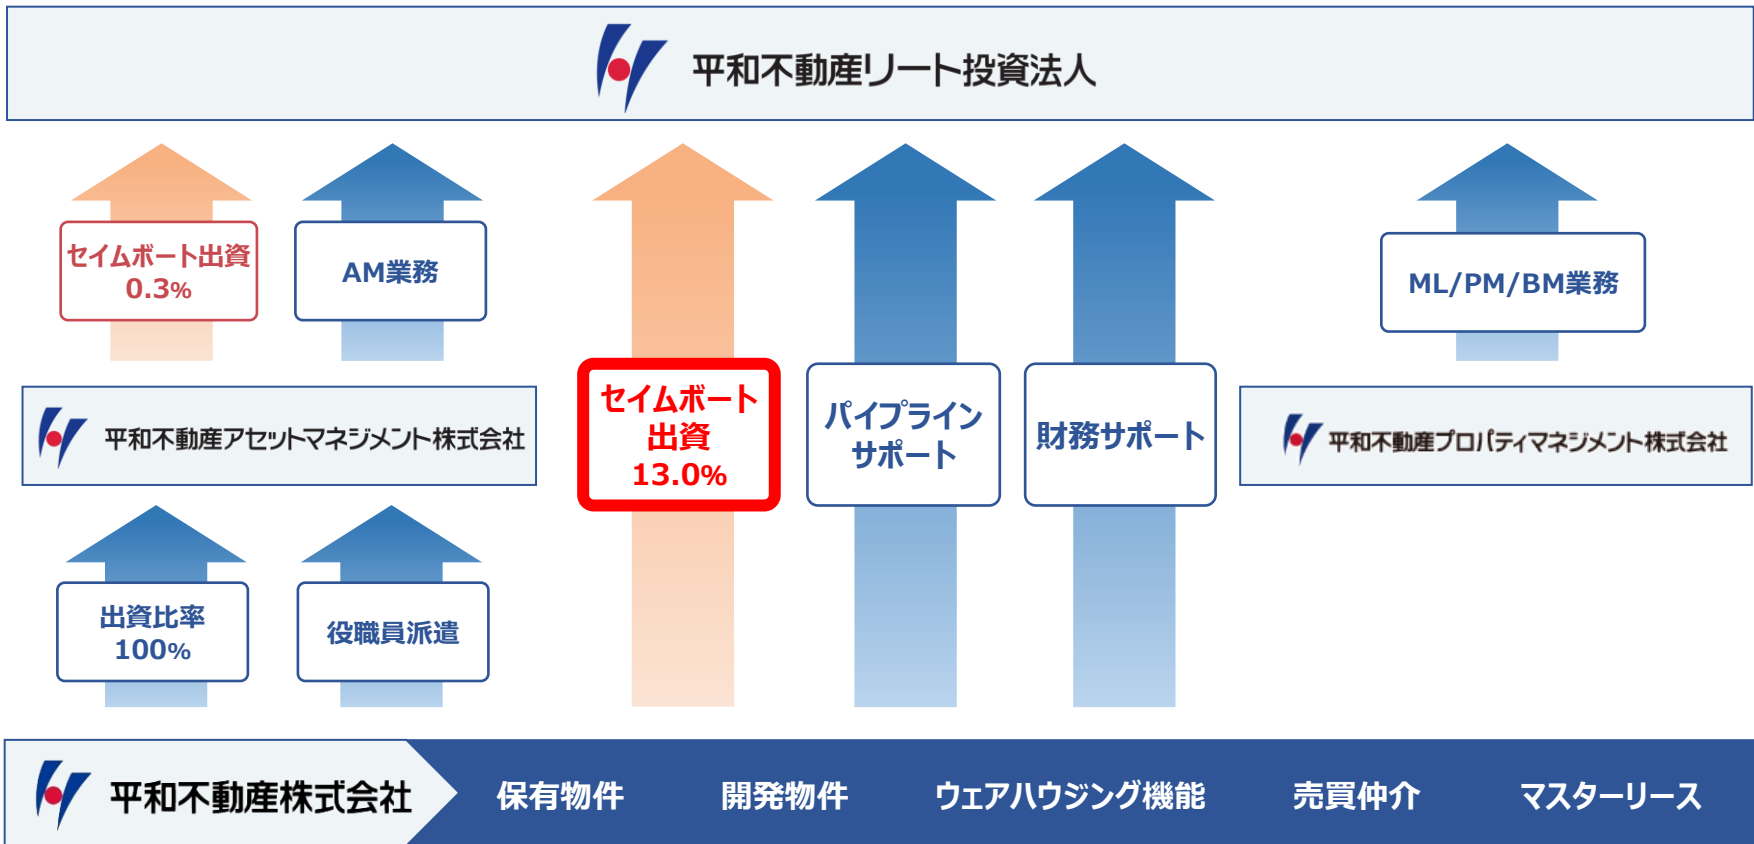 平和不動産リート投資法人
セイムボート出資
0.3%
AM業務
セイムボート
出資
13.0%
パイプライン
サポート
財務サポート
ML/PM/BM業務
平和不動産アセットマネジメント株式会社
平和不動産プロパティマネジメント株式会社
出資比率
100%
役職員派遣
平和不動産株式会社
保有物件
開発物件
ウェアハウジング機能
売買仲介
マスターリース